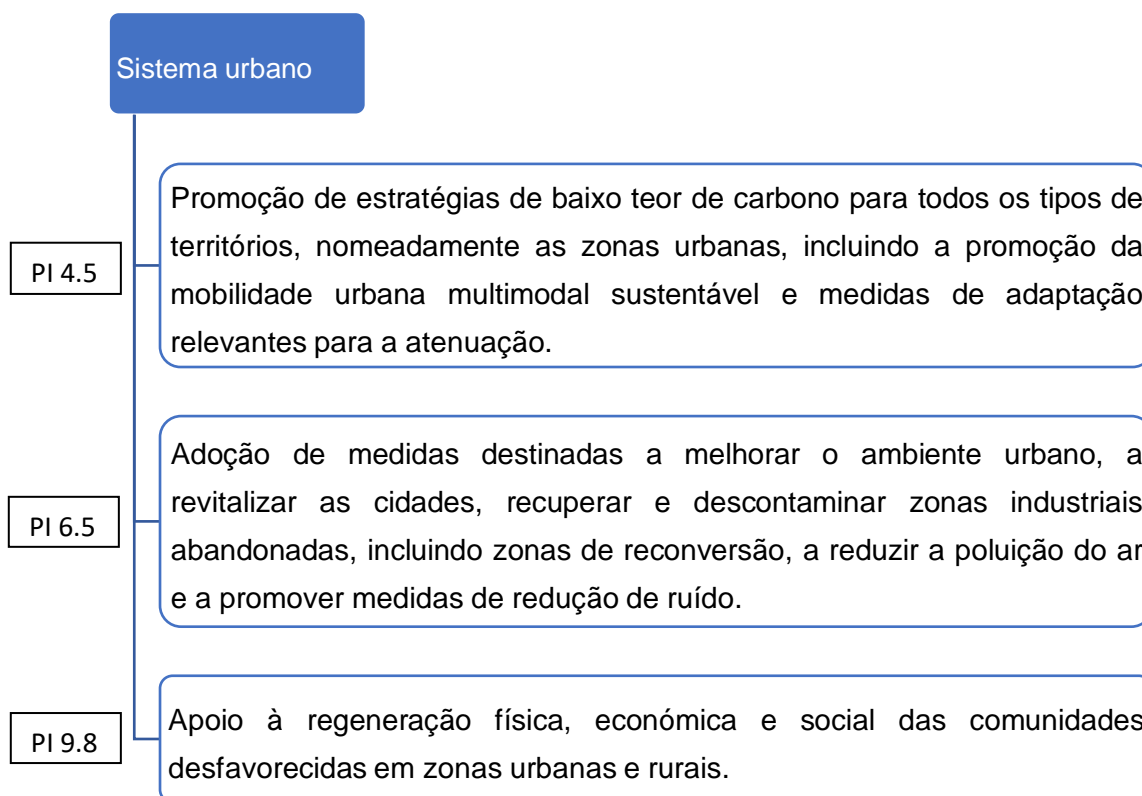 Sistema urbano
Promoção de estratégias de baixo teor de carbono para todos os tipos de
territórios, nomeadamente as zonas urbanas, incluindo a promoção da
PI 4.5
mobilidade urbana multimodal sustentável e medidas de adaptação
relevantes para a atenuação.
Adoção de medidas destinadas a melhorar o ambiente urbano, a
revitalizar as cidades, recuperar e descontaminar zonas industriais
PI 6.5
abandonadas, incluindo zonas de reconversão, a reduzir a poluição do ar
e a promover medidas de redução de ruído.
Apoio à regeneração física, económica e social das comunidades
PI 9.8
desfavorecidas em zonas urbanas e rurais.